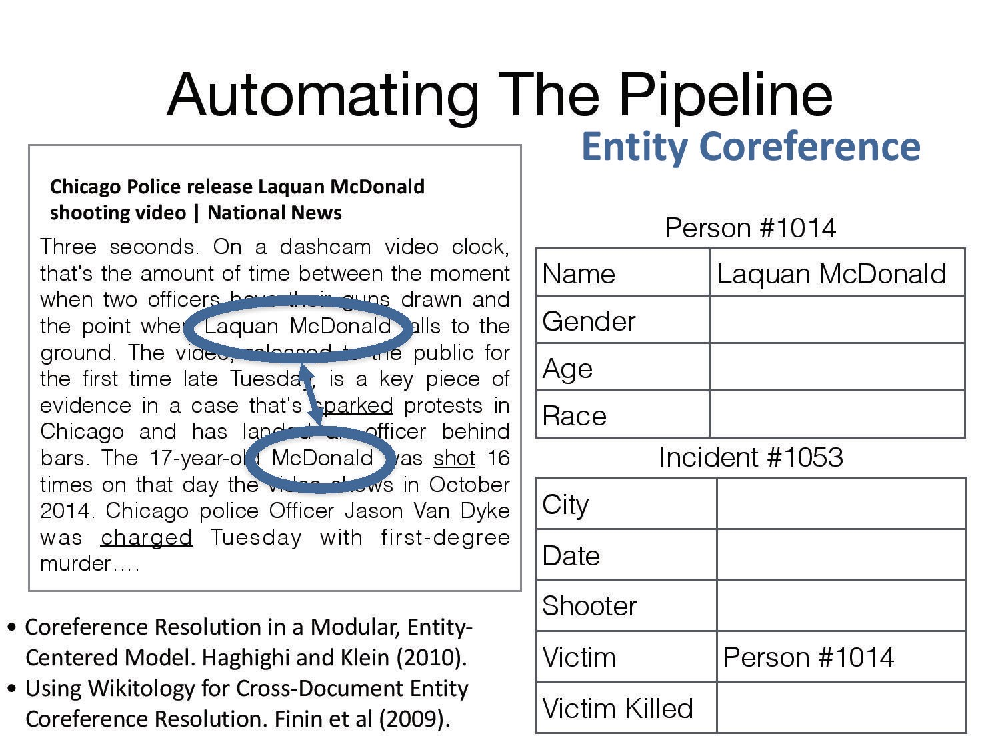 Automating The Pipeline
Entity Coreference
Chicago Police release Laquan McDonald
shooting video | National News
Three seconds. On a dashcam video clock,
that's the amount of time between the moment
when two officers have their guns drawn and
the point when Laquan McDonald falls to the
ground. The video, released to the public for
the first time late Tuesday, is a key piece of
evidence in a case that's sparked protests in
Chicago and has landed an officer behind
bars. The 17-year-old McDonald was shot 16
times on that day the video shows in October
2014. Chicago police Officer Jason Van Dyke
was charged Tuesday with first-degree
murder….
• Coreference Resolution in a Modular, Entity-
Centered Model. Haghighi and Klein (2010).
• Using Wikitology for Cross-Document Entity
Coreference Resolution. Finin et al (2009).
Person #1014
Name Laquan McDonald
Gender
Age
Race
Incident #1053
City
Date
Shooter
Victim Person #1014
Victim Killed